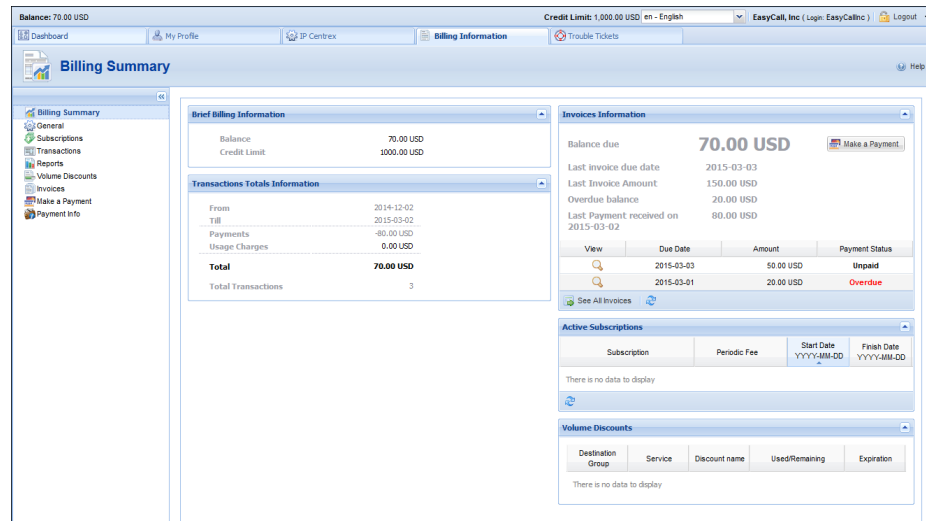 Balance: 70.00 USD
Credit Limit: 1,000.00 USD en - English EasyCall, Inc ( Login: EasyCallInc ) Logout
Dashboard My Profile IP Centrex Billing Information Trouble Tickets
Billing Summary
Help
Billing Summary
General
Subscriptions
Transactions
Reports
Volume Discounts
Invoices
Make a Payment
Payment Info
Brief Billing Information
Balance 70.00 USD
Credit Limit 1000.00 USD
Transactions Totals Information
From 2014-12-02
Till 2015-03-02
Payments -80.00 USD
Usage Charges 0.00 USD
Total 70.00 USD
Total Transactions 3
Invoices Information
Balance due 70.00 USD Make a Payment
Last invoice due date 2015-03-03
Last Invoice Amount 150.00 USD
Overdue balance 20.00 USD
Last Payment received on 80.00 USD
2015-03-02
View Due Date Amount Payment Status
2015-03-03 50.00 USD Unpaid
2015-03-01 20.00 USD Overdue
See All Invoices
Active Subscriptions
Subscription Periodic Fee Start Date YYYY-MM-DD Finish Date YYYY-MM-DD
There is no data to display
Volume Discounts
Destination Group Service Discount name Used/Remaining Expiration
There is no data to display